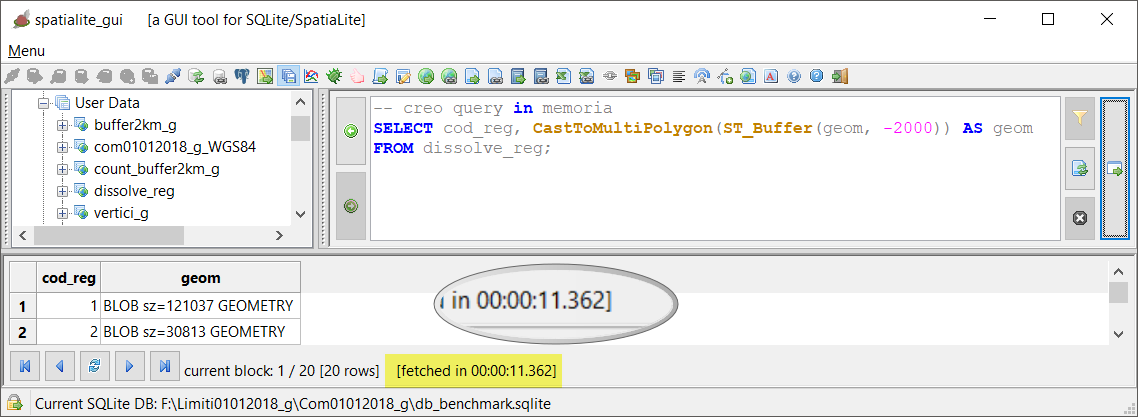 spatialite_gui [a GUI tool for SQLite/SpatiaLite]
Menu
User Data
buffer2km_g
com01012018_g_WGS84
count_buffer2km_g
dissolve_reg
vertici_g
-- creo query in memoria
SELECT cod_reg, CastToMultiPolygon(ST_Buffer(geom, -2000)) AS geom
FROM dissolve_reg;
cod_reg geom
1 1 BLOB sz=121037 GEOMETRY
2 2 BLOB sz=30813 GEOMETRY
in 00:00:11.362]
current block: 1 / 20 [20 rows] [fetched in 00:00:11.362]
Current SQLite DB: F:\Limiti01012018_g\Com01012018_g\db_benchmark.sqlite